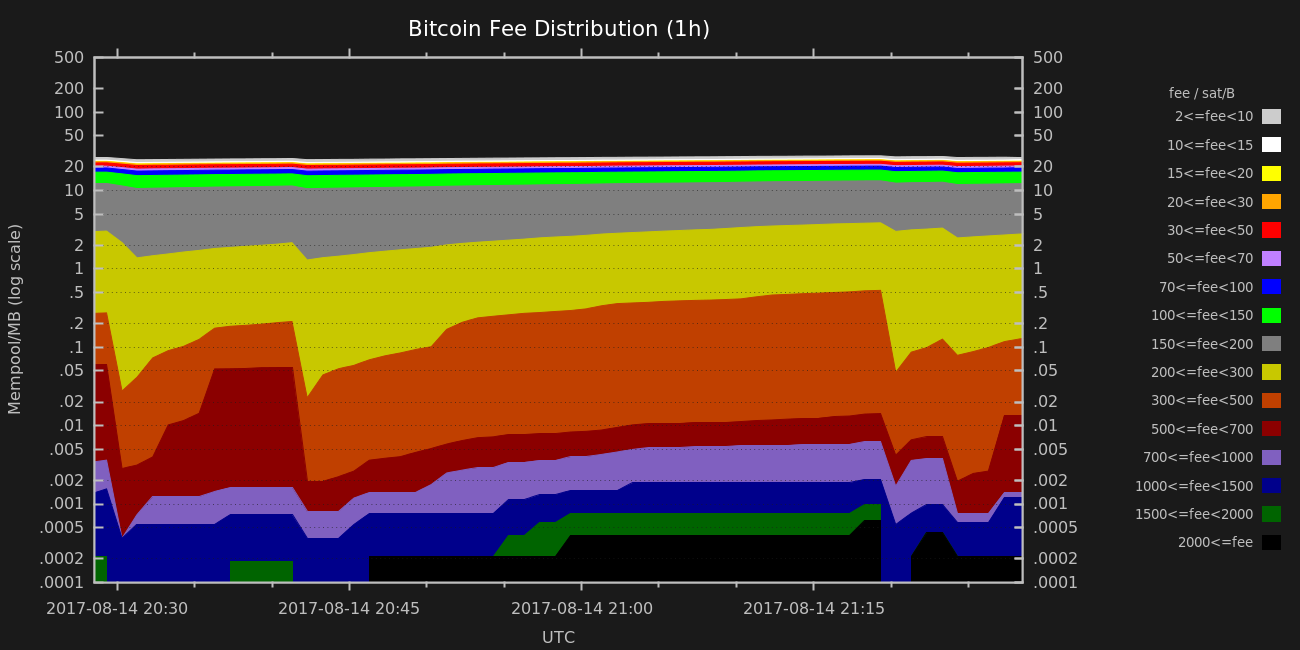 Bitcoin Fee Distribution (1h)
500 500
200 200
100 100
50 50
20 20
10 10
5 5
2 2
1 1
.5 .5
.2 .2
.1 .1
.05 .05
.02 .02
.01 .01
.005 .005
.002 .002
.001 .001
.0005 .0005
.0002 .0002
.0001 .0001
Mempool/MB (log scale)
2017-08-14 20:30 2017-08-14 20:45 2017-08-14 21:00 2017-08-14 21:15
UTC
fee / sat/B
2<=fee<10
10<=fee<15
15<=fee<20
20<=fee<30
30<=fee<50
50<=fee<70
70<=fee<100
100<=fee<150
150<=fee<200
200<=fee<300
300<=fee<500
500<=fee<700
700<=fee<1000
1000<=fee<1500
1500<=fee<2000
2000<=fee